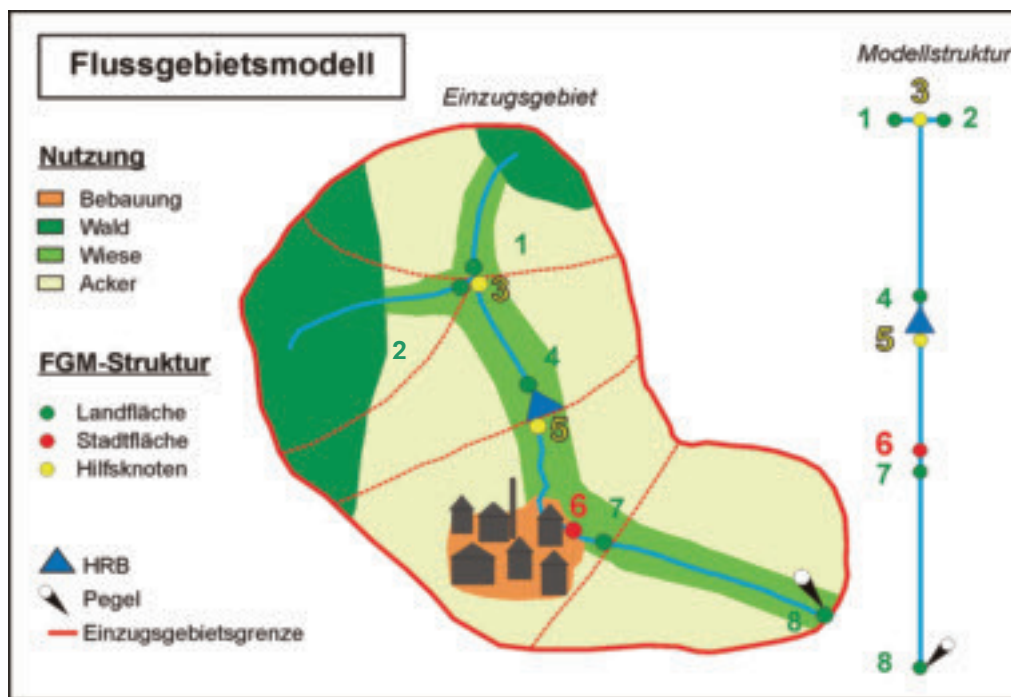 Flussgebietsmodell
Einzugsgebiet
Modellstruktur
Nutzung
Bebauung
Wald
Wiese
Acker
FGM-Struktur
Landfläche
Stadtfläche
Hilfsknoten
HRB
Pegel
Einzugsgebietsgrenze
1
3
2
4
5
6
7
8
3
1
2
4
5
6
7
8